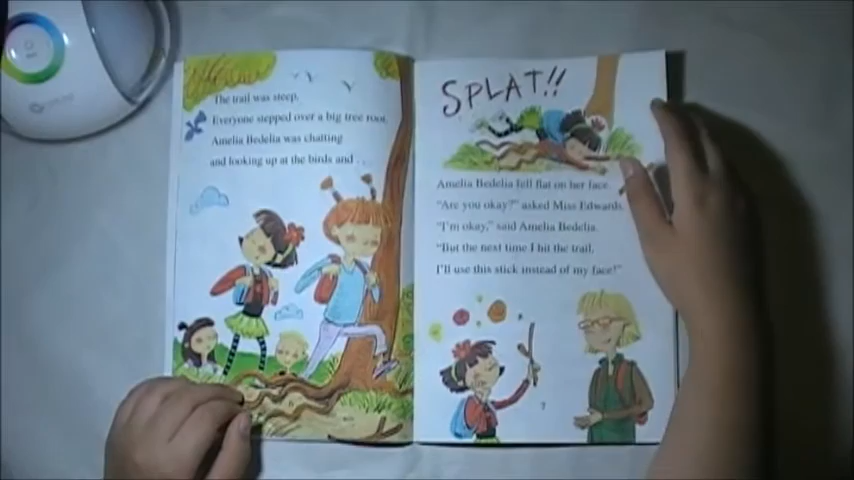 The trail was steep.
Everyone stepped over a big tree root.
Amelia Bedelia was chatting
and looking up at the birds and . . .
SPLAT!!
Amelia Bedelia fell flat on her face.
"Are you okay?" asked Miss Edwards.
"I'm okay," said Amelia Bedelia.
"But the next time I hit the trail,
I'll use this stick instead of my face!"
7